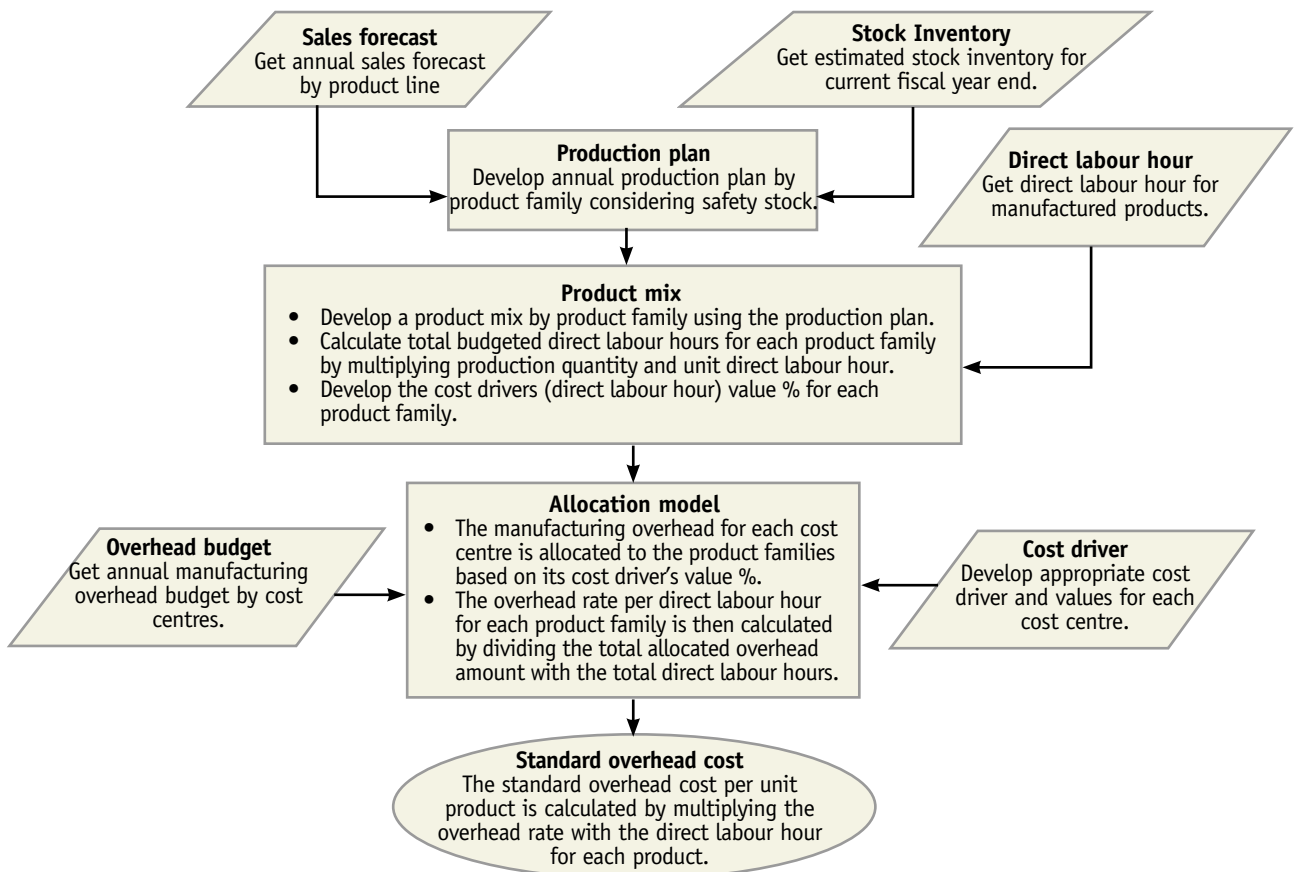 Sales forecast
Get annual sales forecast
by product line
Stock Inventory
Get estimated stock inventory for
current fiscal year end.
Production plan
Develop annual production plan by
product family considering safety stock.
Direct labour hour
Get direct labour hour for
manufactured products.
Product mix
• Develop a product mix by product family using the production plan.
• Calculate total budgeted direct labour hours for each product family
by multiplying production quantity and unit direct labour hour.
• Develop the cost drivers (direct labour hour) value % for each
product family.
Overhead budget
Get annual manufacturing
overhead budget by cost
centres.
Allocation model
• The manufacturing overhead for each cost
centre is allocated to the product families
based on its cost driver's value %.
• The overhead rate per direct labour hour
for each product family is then calculated
by dividing the total allocated overhead
amount with the total direct labour hours.
Cost driver
Develop appropriate cost
driver and values for each
cost centre.
Standard overhead cost
The standard overhead cost per unit
product is calculated by multiplying the
overhead rate with the direct labour hour
for each product.